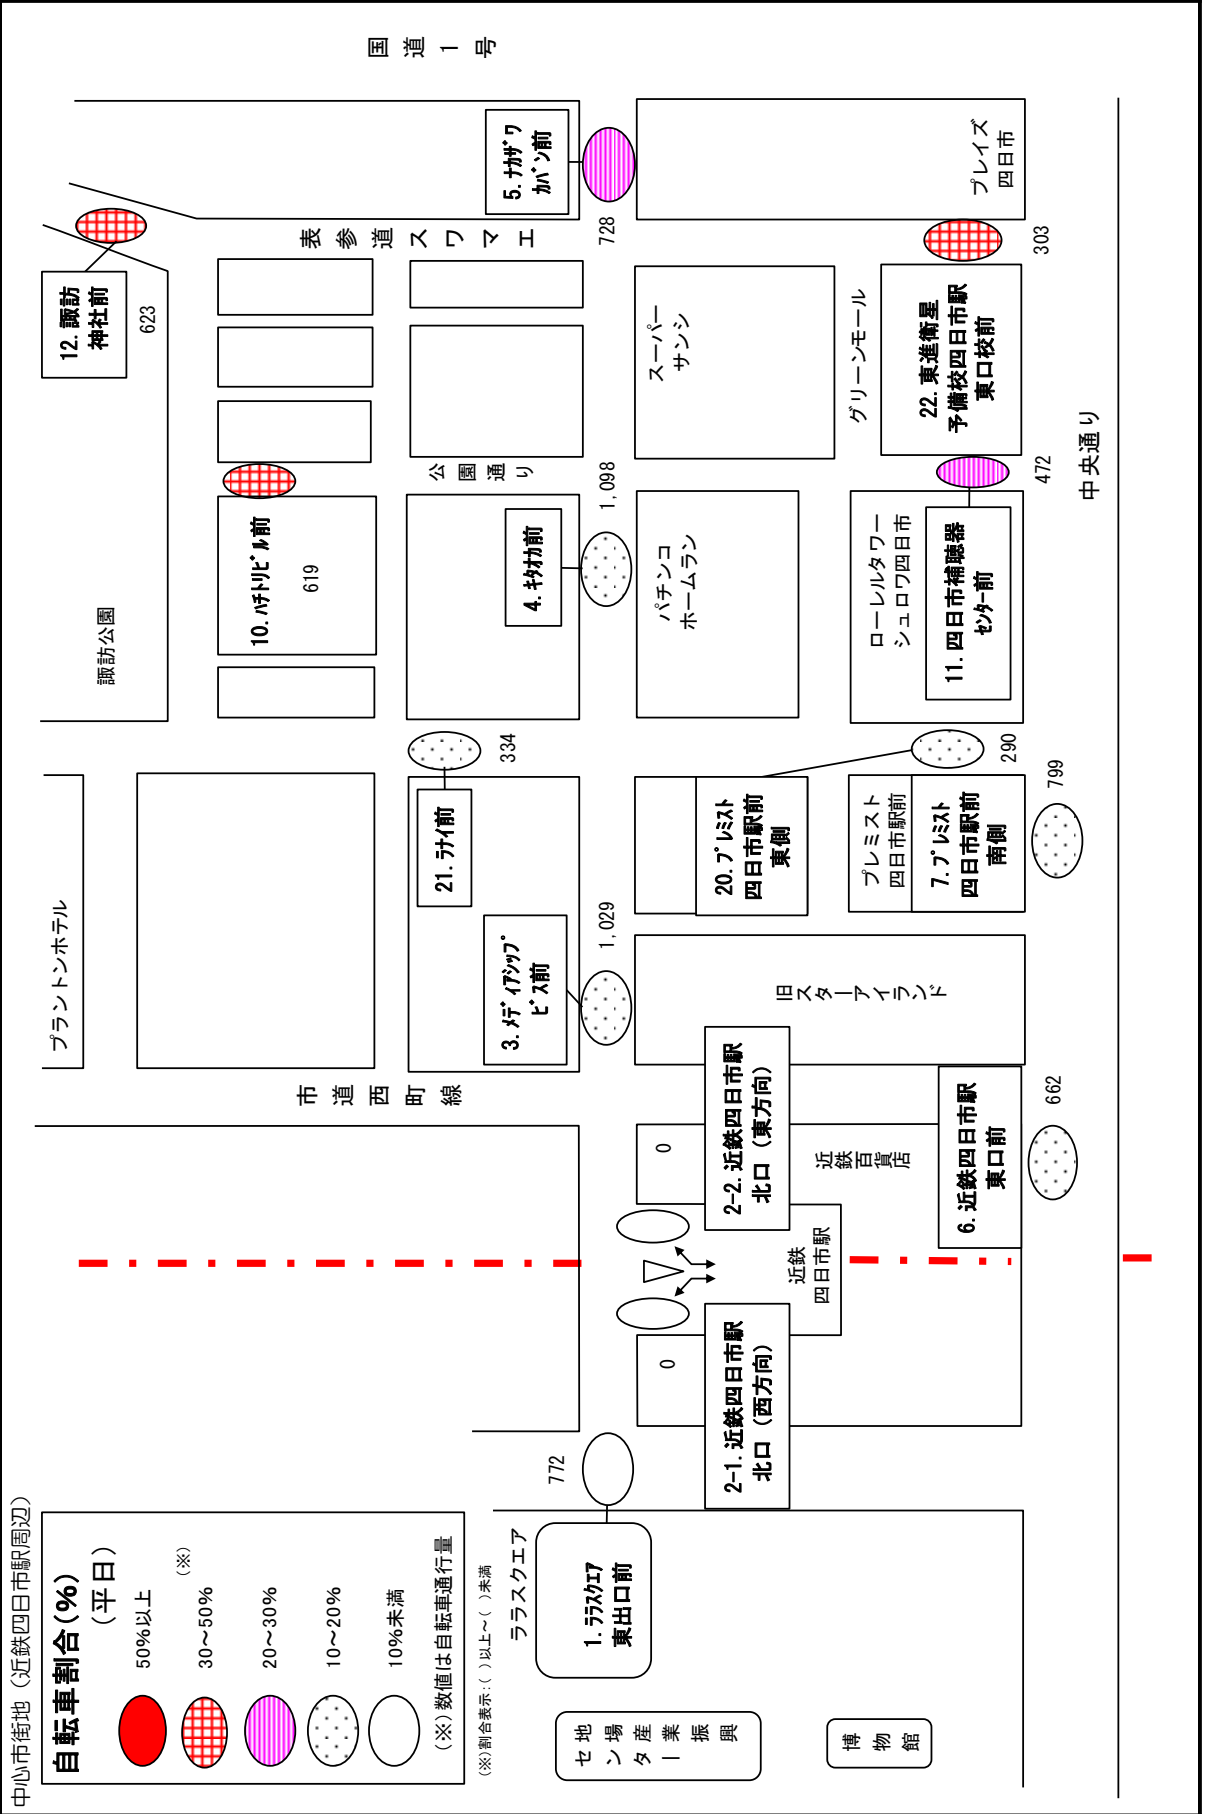 中心市街地（近鉄四日市駅周辺）
自転車割合(%)
(平日)
50%以上
30～50%
(※)
20～30%
10～20%
10%未満
(※)数値は自転車通行量
(※)割合表示:( )以上～( )未満
プラントンホテル
諏訪公園
12. 諏訪
神社前
623
国道1号
市道西町線
表参道スワマエ
10. ﾊﾁﾄﾘﾋﾞﾙ前
619
公園通り
21. ﾗﾅｲ前
334
3. ﾒﾃﾞｨｱｼｯﾌﾟ
ﾋﾞｽ前
1,029
4. ｷﾀｵｶ前
1,098
5. ﾅｶｻﾞﾜ
ｶﾊﾞﾝ前
728
ララスクエア
1. ﾗﾗｽｸｴｱ
東出口前
772
地場産業振興
センター
博物館
0
0
2-1. 近鉄四日市駅
北口（西方向）
2-2. 近鉄四日市駅
北口（東方向）
近鉄
四日市駅
近鉄
百貨店
6. 近鉄四日市駅
東口前
662
旧スターアイランド
20. ﾌﾟﾚﾐｽﾄ
四日市駅前
東側
290
プレミスト
四日市駅前
7. ﾌﾟﾚﾐｽﾄ
四日市駅前
南側
799
パチンコ
ホームラン
スーパー
サンシ
グリーンモール
ローレルタワー
シュロワ四日市
11. 四日市補聴器
ｾﾝﾀｰ前
472
22. 東進衛星
予備校四日市駅
東口校前
303
プレイズ
四日市
中央通り